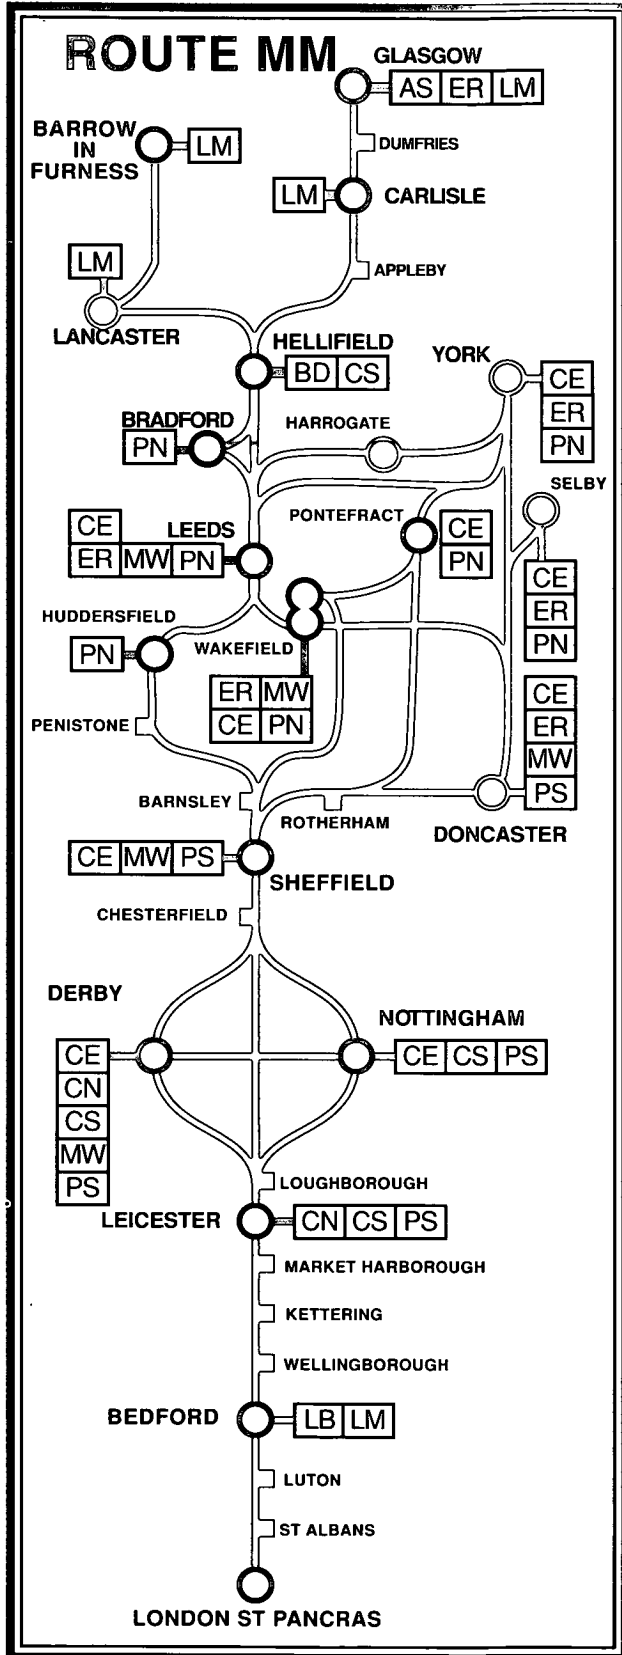 ROUTE MM
GLASGOW
AS ER LM
BARROW
IN
FURNESS
LM
DUMFRIES
LM
CARLISLE
LM
APPLEBY
LANCASTER
HELLIFIELD
BD CS
YORK
CE
ER
PN
BRADFORD
PN
HARROGATE
SELBY
CE
ER
PN
PONTEFRACT
CE
PN
CE
LEEDS
ER MW PN
HUDDERSFIELD
PN
WAKEFIELD
ER MW
CE PN
PENISTONE
CE
ER
MW
PS
BARNSLEY
ROTHERHAM
DONCASTER
CE MW PS
SHEFFIELD
CHESTERFIELD
DERBY
CE
CN
CS
MW
PS
NOTTINGHAM
CE CS PS
LOUGHBOROUGH
LEICESTER
CN CS PS
MARKET HARBOROUGH
KETTERING
WELLINGBOROUGH
BEDFORD
LB LM
LUTON
ST ALBANS
LONDON ST PANCRAS